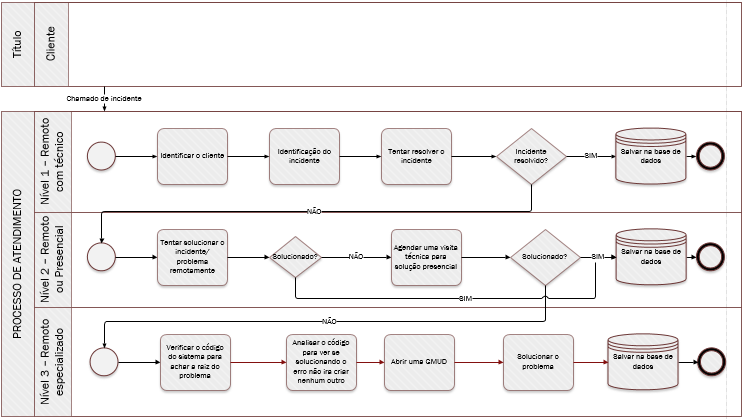 Título
Cliente
Chamado de incidente
PROCESSO DE ATENDIMENTO
Nível 1 – Remoto
com técnico
Identificar o cliente
Identificação do
incidente
Tentar resolver o
incidente
Incidente
resolvido?
SIM
Salvar na base de
dados
NÃO
Nível 2 – Remoto
ou Presencial
Tentar solucionar o
incidente/
problema
remotamente
Solucionado?
NÃO
Agendar uma visita
técnica para
solução presencial
Solucionado?
SIM
Salvar na base de
dados
SIM
NÃO
Nível 3 – Remoto
especializado
Verificar o código
do sistema para
achar a raiz do
problema
Analisar o código
para ver se
solucionando o
erro não ira criar
nenhum outro
Abrir uma GMUD
Solucionar o
problema
Salvar na base de
dados